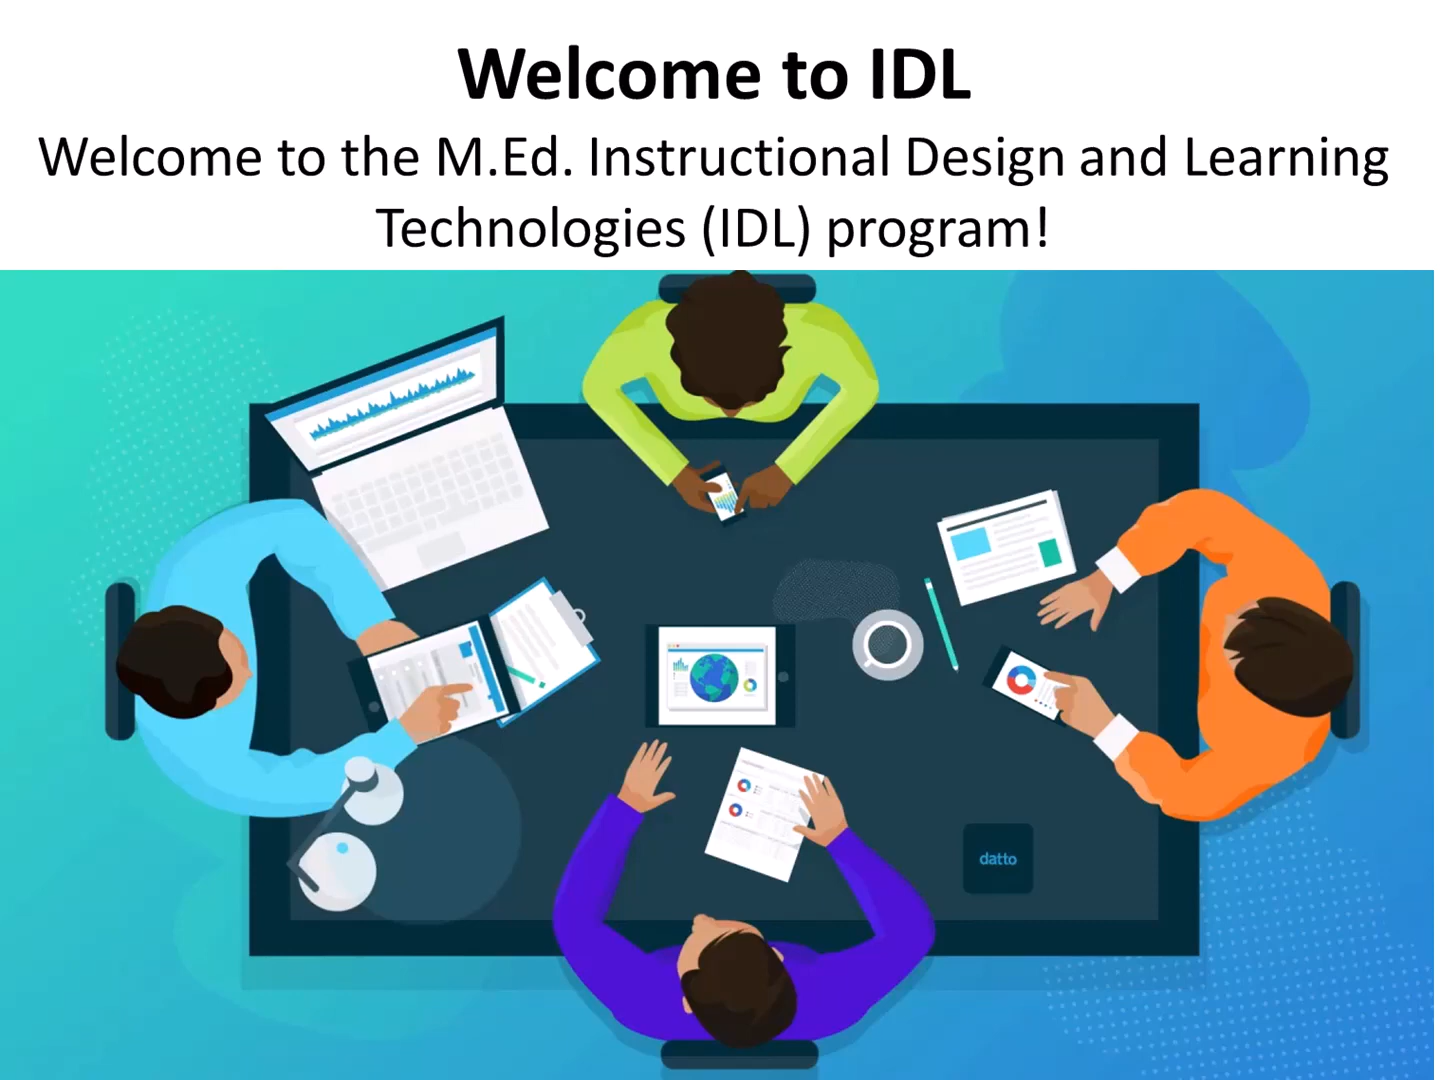 Welcome to IDL
Welcome to the M.Ed. Instructional Design and Learning
Technologies (IDL) program!
datto